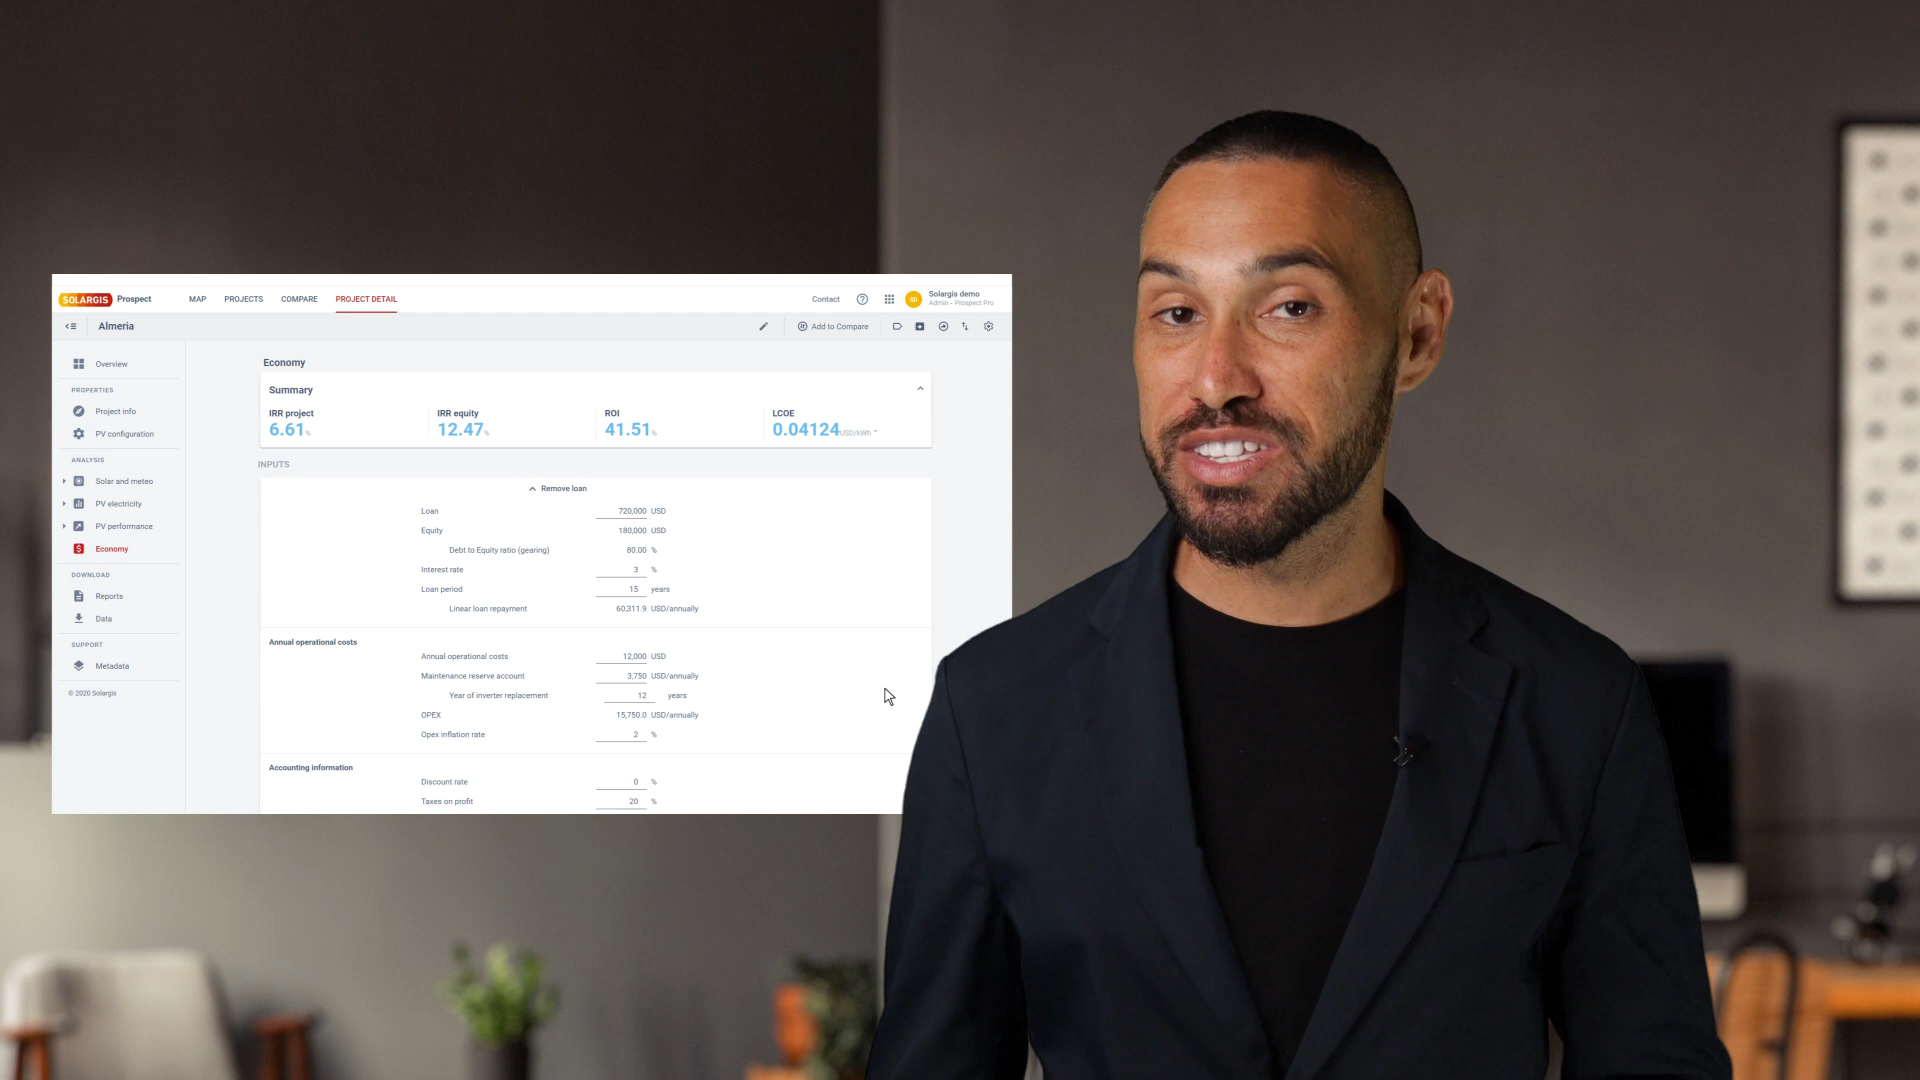 SOLARGIS Prospect MAP PROJECTS COMPARE PROJECT DETAIL Contact Solargis demo
Admin - Prospect Pro
Almeria Add to Compare
Overview
PROPERTIES
Project info
PV configuration
ANALYSIS
Solar and meteo
PV electricity
PV performance
Economy
DOWNLOAD
Reports
Data
SUPPORT
Metadata
© 2020 Solargis
Economy
Summary
IRR project IRR equity ROI LCOE
6.61% 12.47% 41.51% 0.04124 USD/kWh
INPUTS
Remove loan
Loan 720,000 USD
Equity 180,000 USD
Debt to Equity ratio (gearing) 80.00 %
Interest rate 3 %
Loan period 15 years
Linear loan repayment 60,311.9 USD/annually
Annual operational costs
Annual operational costs 12,000 USD
Maintenance reserve account 3,750 USD/annually
Year of inverter replacement 12 years
OPEX 15,750.0 USD/annually
Opex inflation rate 2 %
Accounting information
Discount rate 0 %
Taxes on profit 20 %